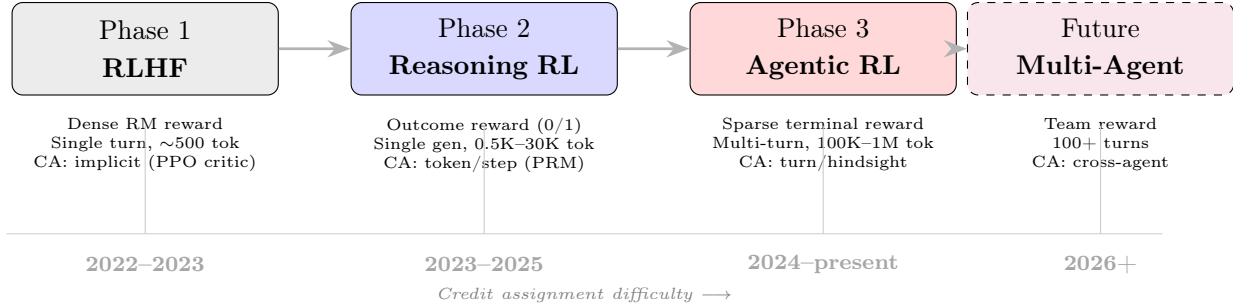 Phase 1
RLHF
Dense RM reward
Single turn, ∼500 tok
CA: implicit (PPO critic)
2022–2023
Phase 2
Reasoning RL
Outcome reward (0/1)
Single gen, 0.5K–30K tok
CA: token/step (PRM)
2023–2025
Phase 3
Agentic RL
Sparse terminal reward
Multi-turn, 100K–1M tok
CA: turn/hindsight
2024–present
Future
Multi-Agent
Team reward
100+ turns
CA: cross-agent
2026+
Credit assignment difficulty ⟶